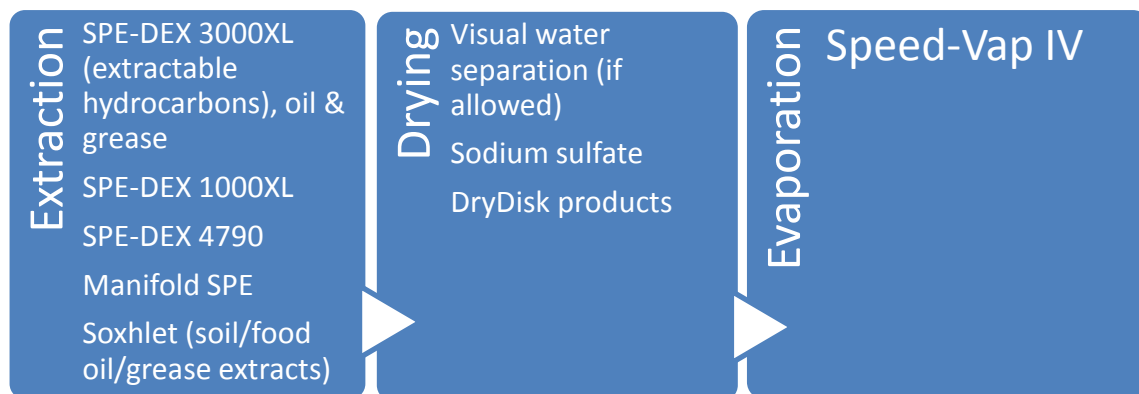 Extraction
SPE-DEX 3000XL
(extractable
hydrocarbons), oil &
grease
SPE-DEX 1000XL
SPE-DEX 4790
Manifold SPE
Soxhlet (soil/food
oil/grease extracts)
Drying
Visual water
separation (if
allowed)
Sodium sulfate
DryDisk products
Evaporation
Speed-Vap IV